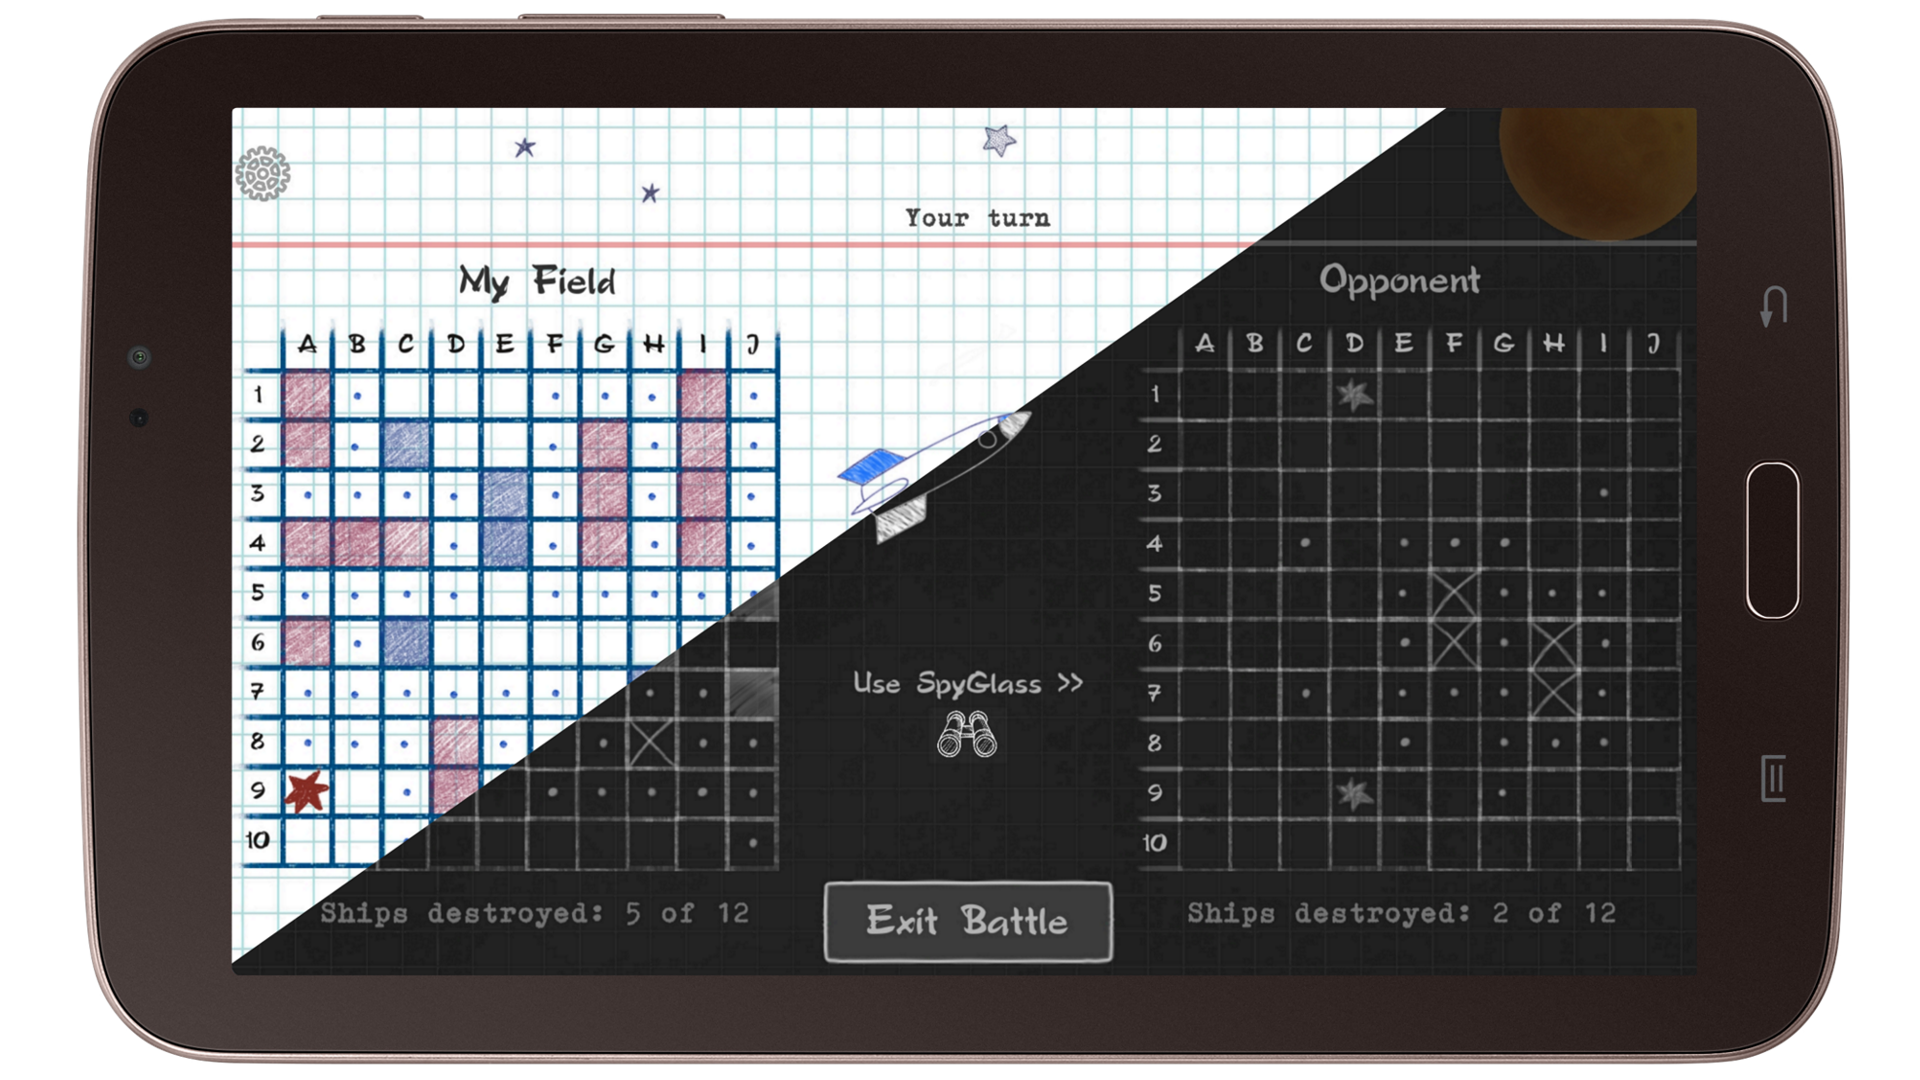 Your turn
My Field
Opponent
A B C D E F G H I J
A B C D E F G H I J
1
2
3
4
5
6
7
8
9
10
1
2
3
4
5
6
7
8
9
10
Use SpyGlass >>
Ships destroyed: 5 of 12
Exit Battle
Ships destroyed: 2 of 12